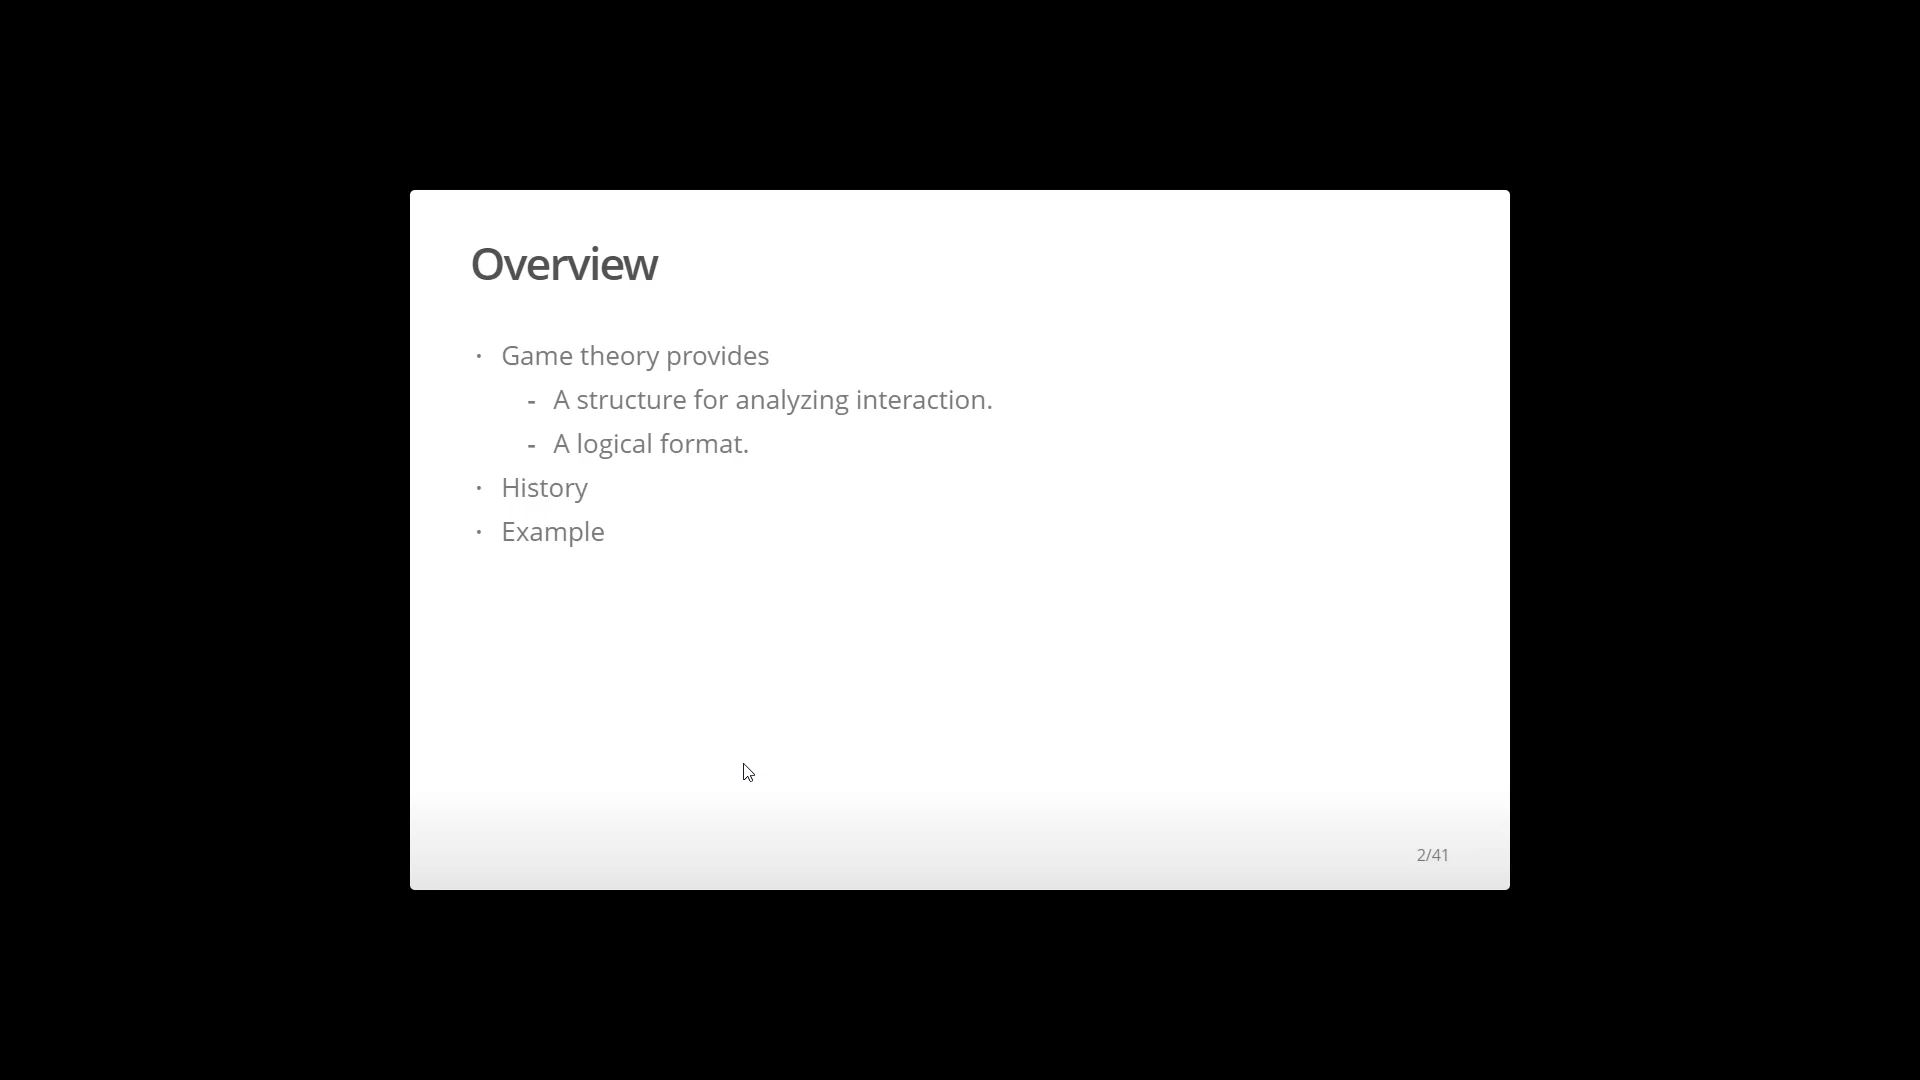 Overview
· Game theory provides
- A structure for analyzing interaction.
- A logical format.
· History
· Example
2/41